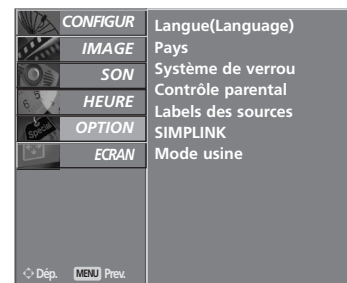 CONFIGUR
IMAGE
SON
HEURE
OPTION
ECRAN
Langue(Language)
Pays
Système de verrou
Contrôle parental
Labels des sources
SIMPLINK
Mode usine
Dép. MENU Prev.